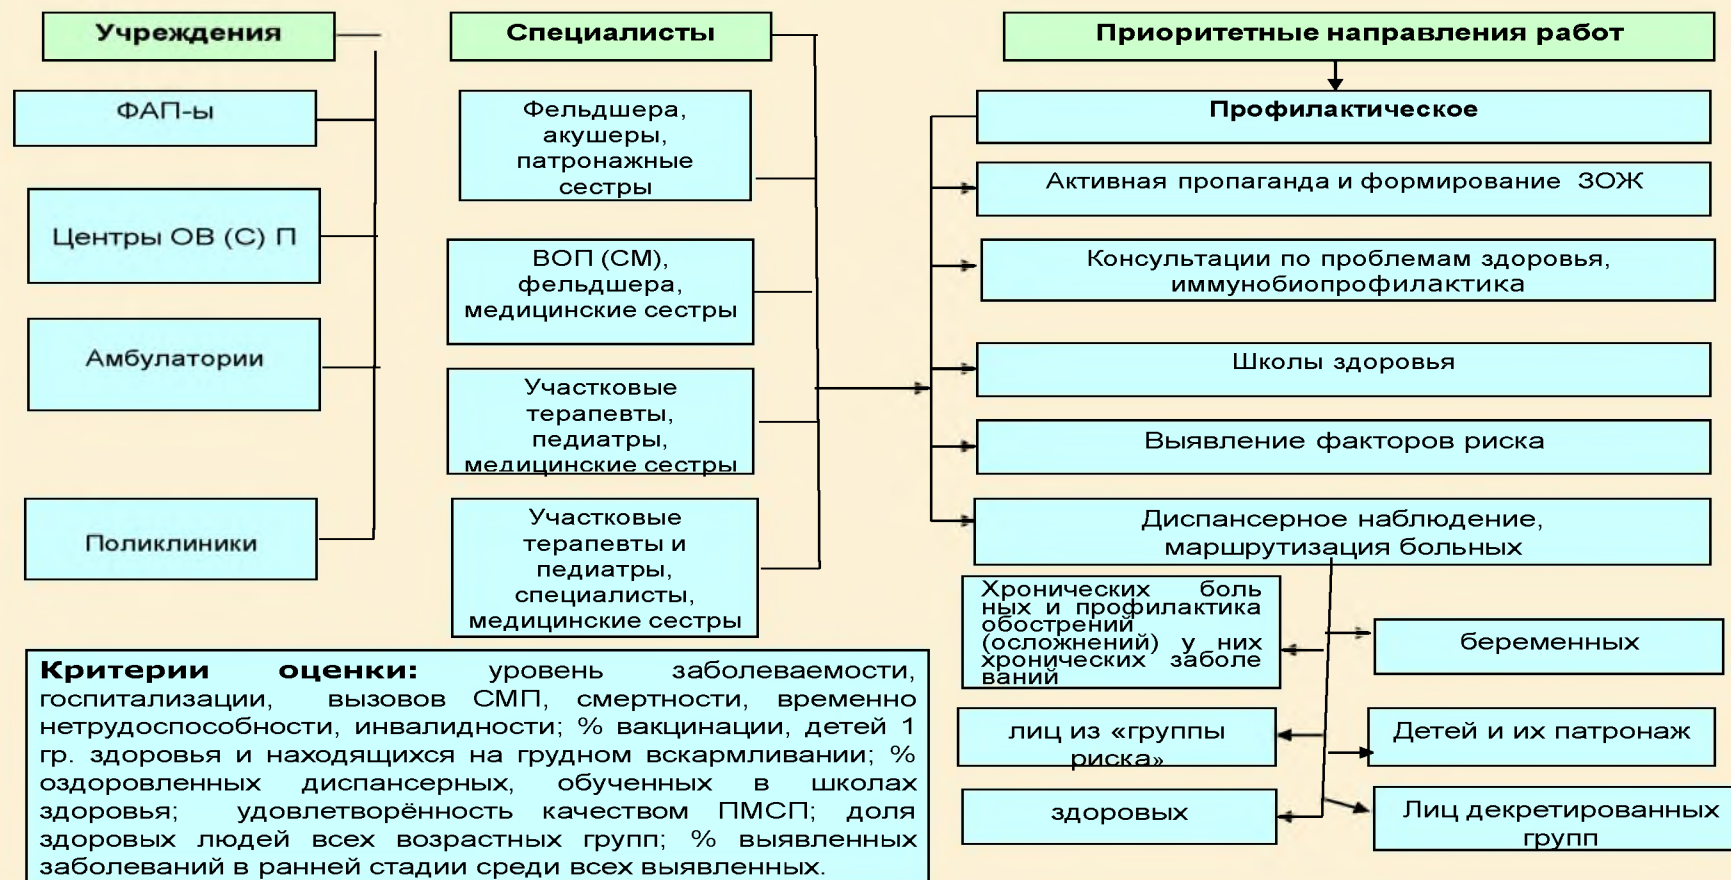 Учреждения
ФАП-ы
Центры ОВ (С) П
Амбулатории
Поликлиники
Специалисты
Фельдшера,
акушеры,
патронажные
сестры
ВОП (СМ),
фельдшера,
медицинские сестры
Участковые
терапевты,
педиатры,
медицинские сестры
Участковые
терапевты и
педиатры,
специалисты,
медицинские сестры
Приоритетные направления работ
Профилактическое
Активная пропаганда и формирование ЗОЖ
Консультации по проблемам здоровья,
иммунобиопрофилактика
Школы здоровья
Выявление факторов риска
Диспансерное наблюдение,
маршрутизация больных
Хронических боль
ных и профилактика
обострений
(осложнений) у них
хронических заболе
ваний
беременных
лиц из «группы
риска»
Детей и их патронаж
здоровых
Лиц декретированных
групп
Критерии оценки: уровень заболеваемости,
госпитализации, вызовов СМП, смертности, временно
нетрудоспособности, инвалидности; % вакцинации, детей 1
гр. здоровья и находящихся на грудном вскармливании; %
оздоровленных диспансерных, обученных в школах
здоровья; удовлетворённость качеством ПМСП; доля
здоровых людей всех возрастных групп; % выявленных
заболеваний в ранней стадии среди всех выявленных.